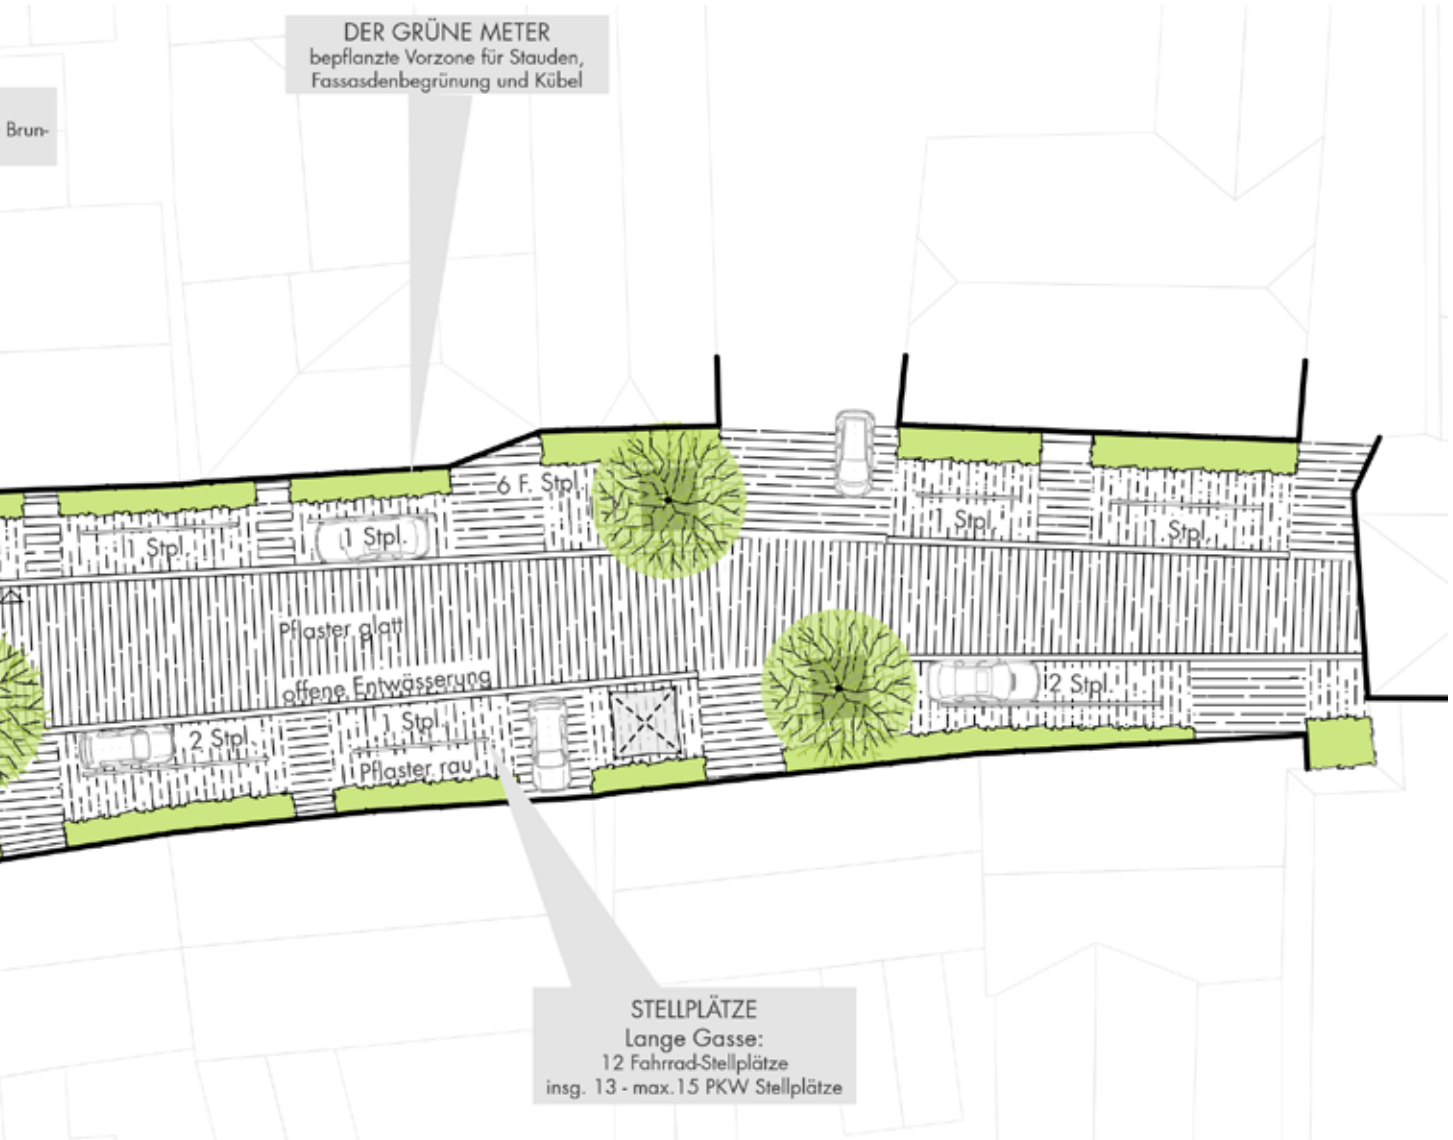 DER GRÜNE METER
bepflanzte Vorzone für Stauden,
Fassasdenbegrünung und Kübel
Brun-
6 F. Stpl.
1 Stpl.
1 Stpl.
1 Stpl.
1 Stpl.
Pflaster glatt
offene Entwässerung
2 Stpl.
1 Stpl.
2 Stpl.
Pflaster rau
STELLPLÄTZE
Lange Gasse:
12 Fahrrad-Stellplätze
insg. 13 - max.15 PKW Stellplätze